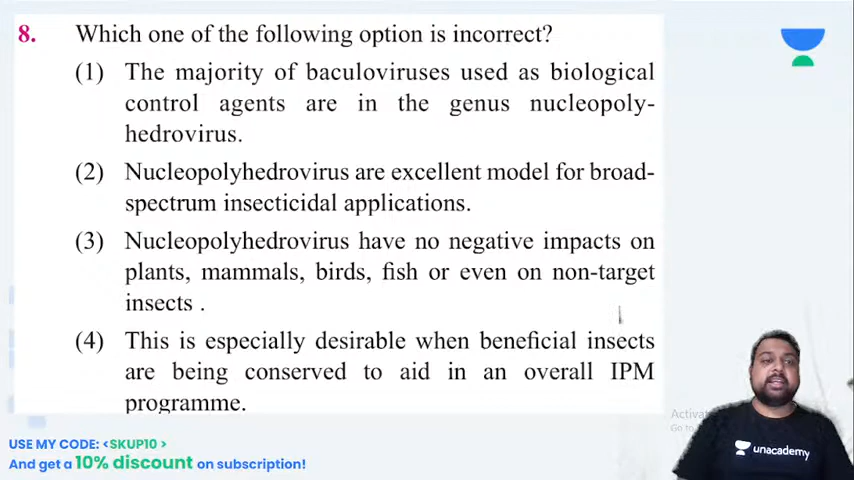 8. Which one of the following option is incorrect?
(1) The majority of baculoviruses used as biological
control agents are in the genus nucleopoly-
hedrovirus.
(2) Nucleopolyhedrovirus are excellent model for broad-
spectrum insecticidal applications.
(3) Nucleopolyhedrovirus have no negative impacts on
plants, mammals, birds, fish or even on non-target
insects .
(4) This is especially desirable when beneficial insects
are being conserved to aid in an overall IPM
programme.
Activa
Go to
unacademy
USE MY CODE: <SKUP10 >
And get a 10% discount on subscription!